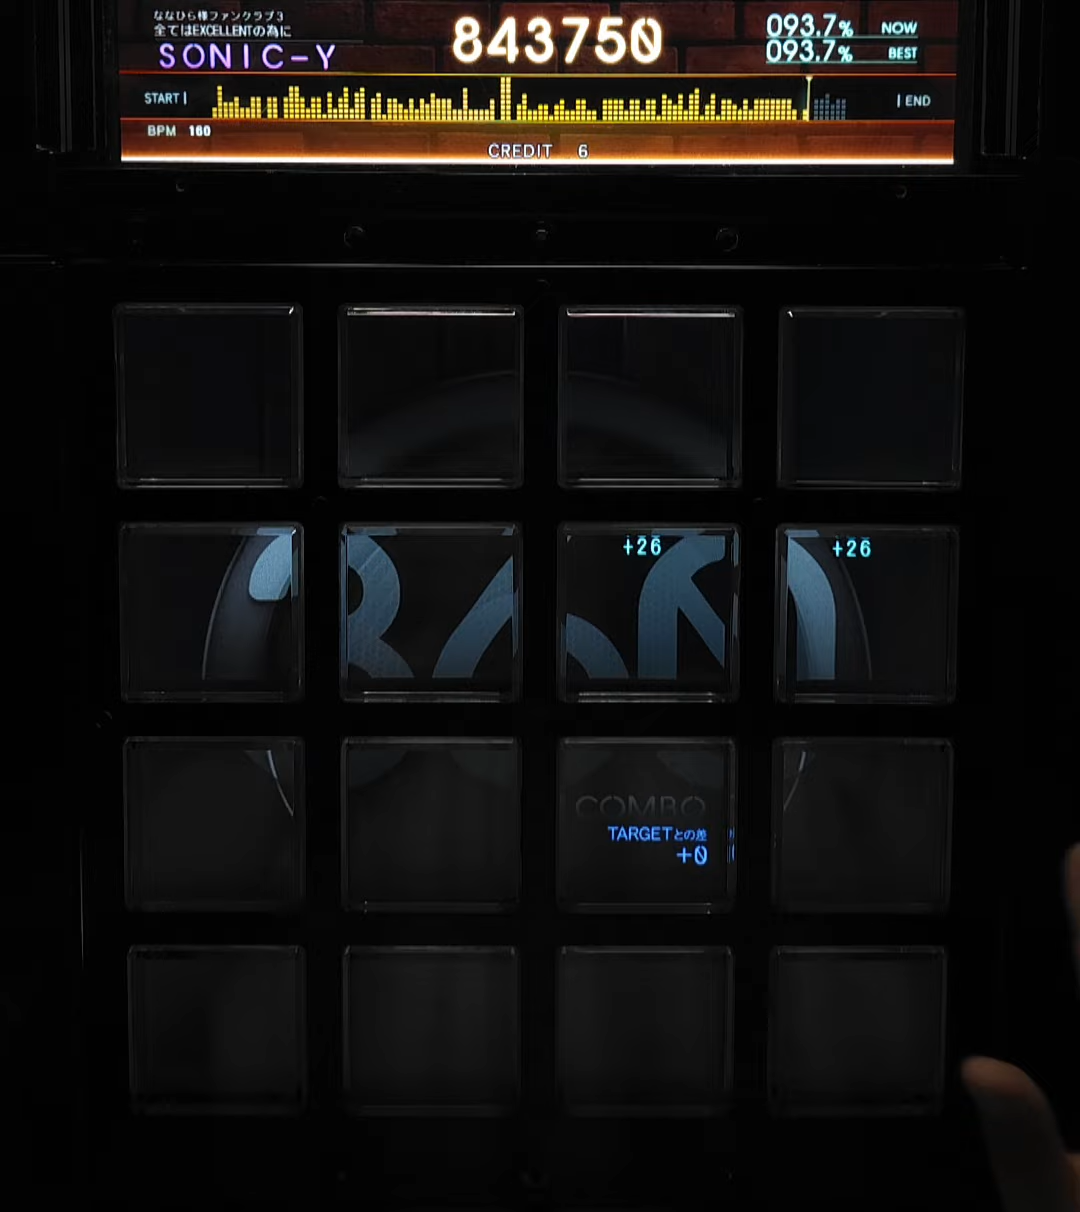 ななひら様ファンクラブ3
全てはEXCELLENTの為に
SONIC-Y
843750
093.7% NOW
093.7% BEST
START
END
BPM 160
CREDIT 6
+26
+26
COMBO
TARGETとの差
+0